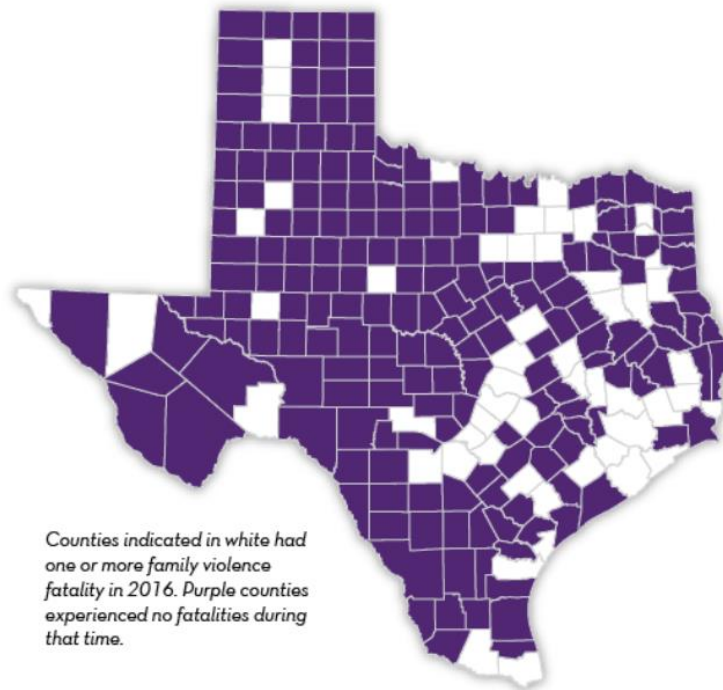 Counties indicated in white had
one or more family violence
fatality in 2016. Purple counties
experienced no fatalities during
that time.